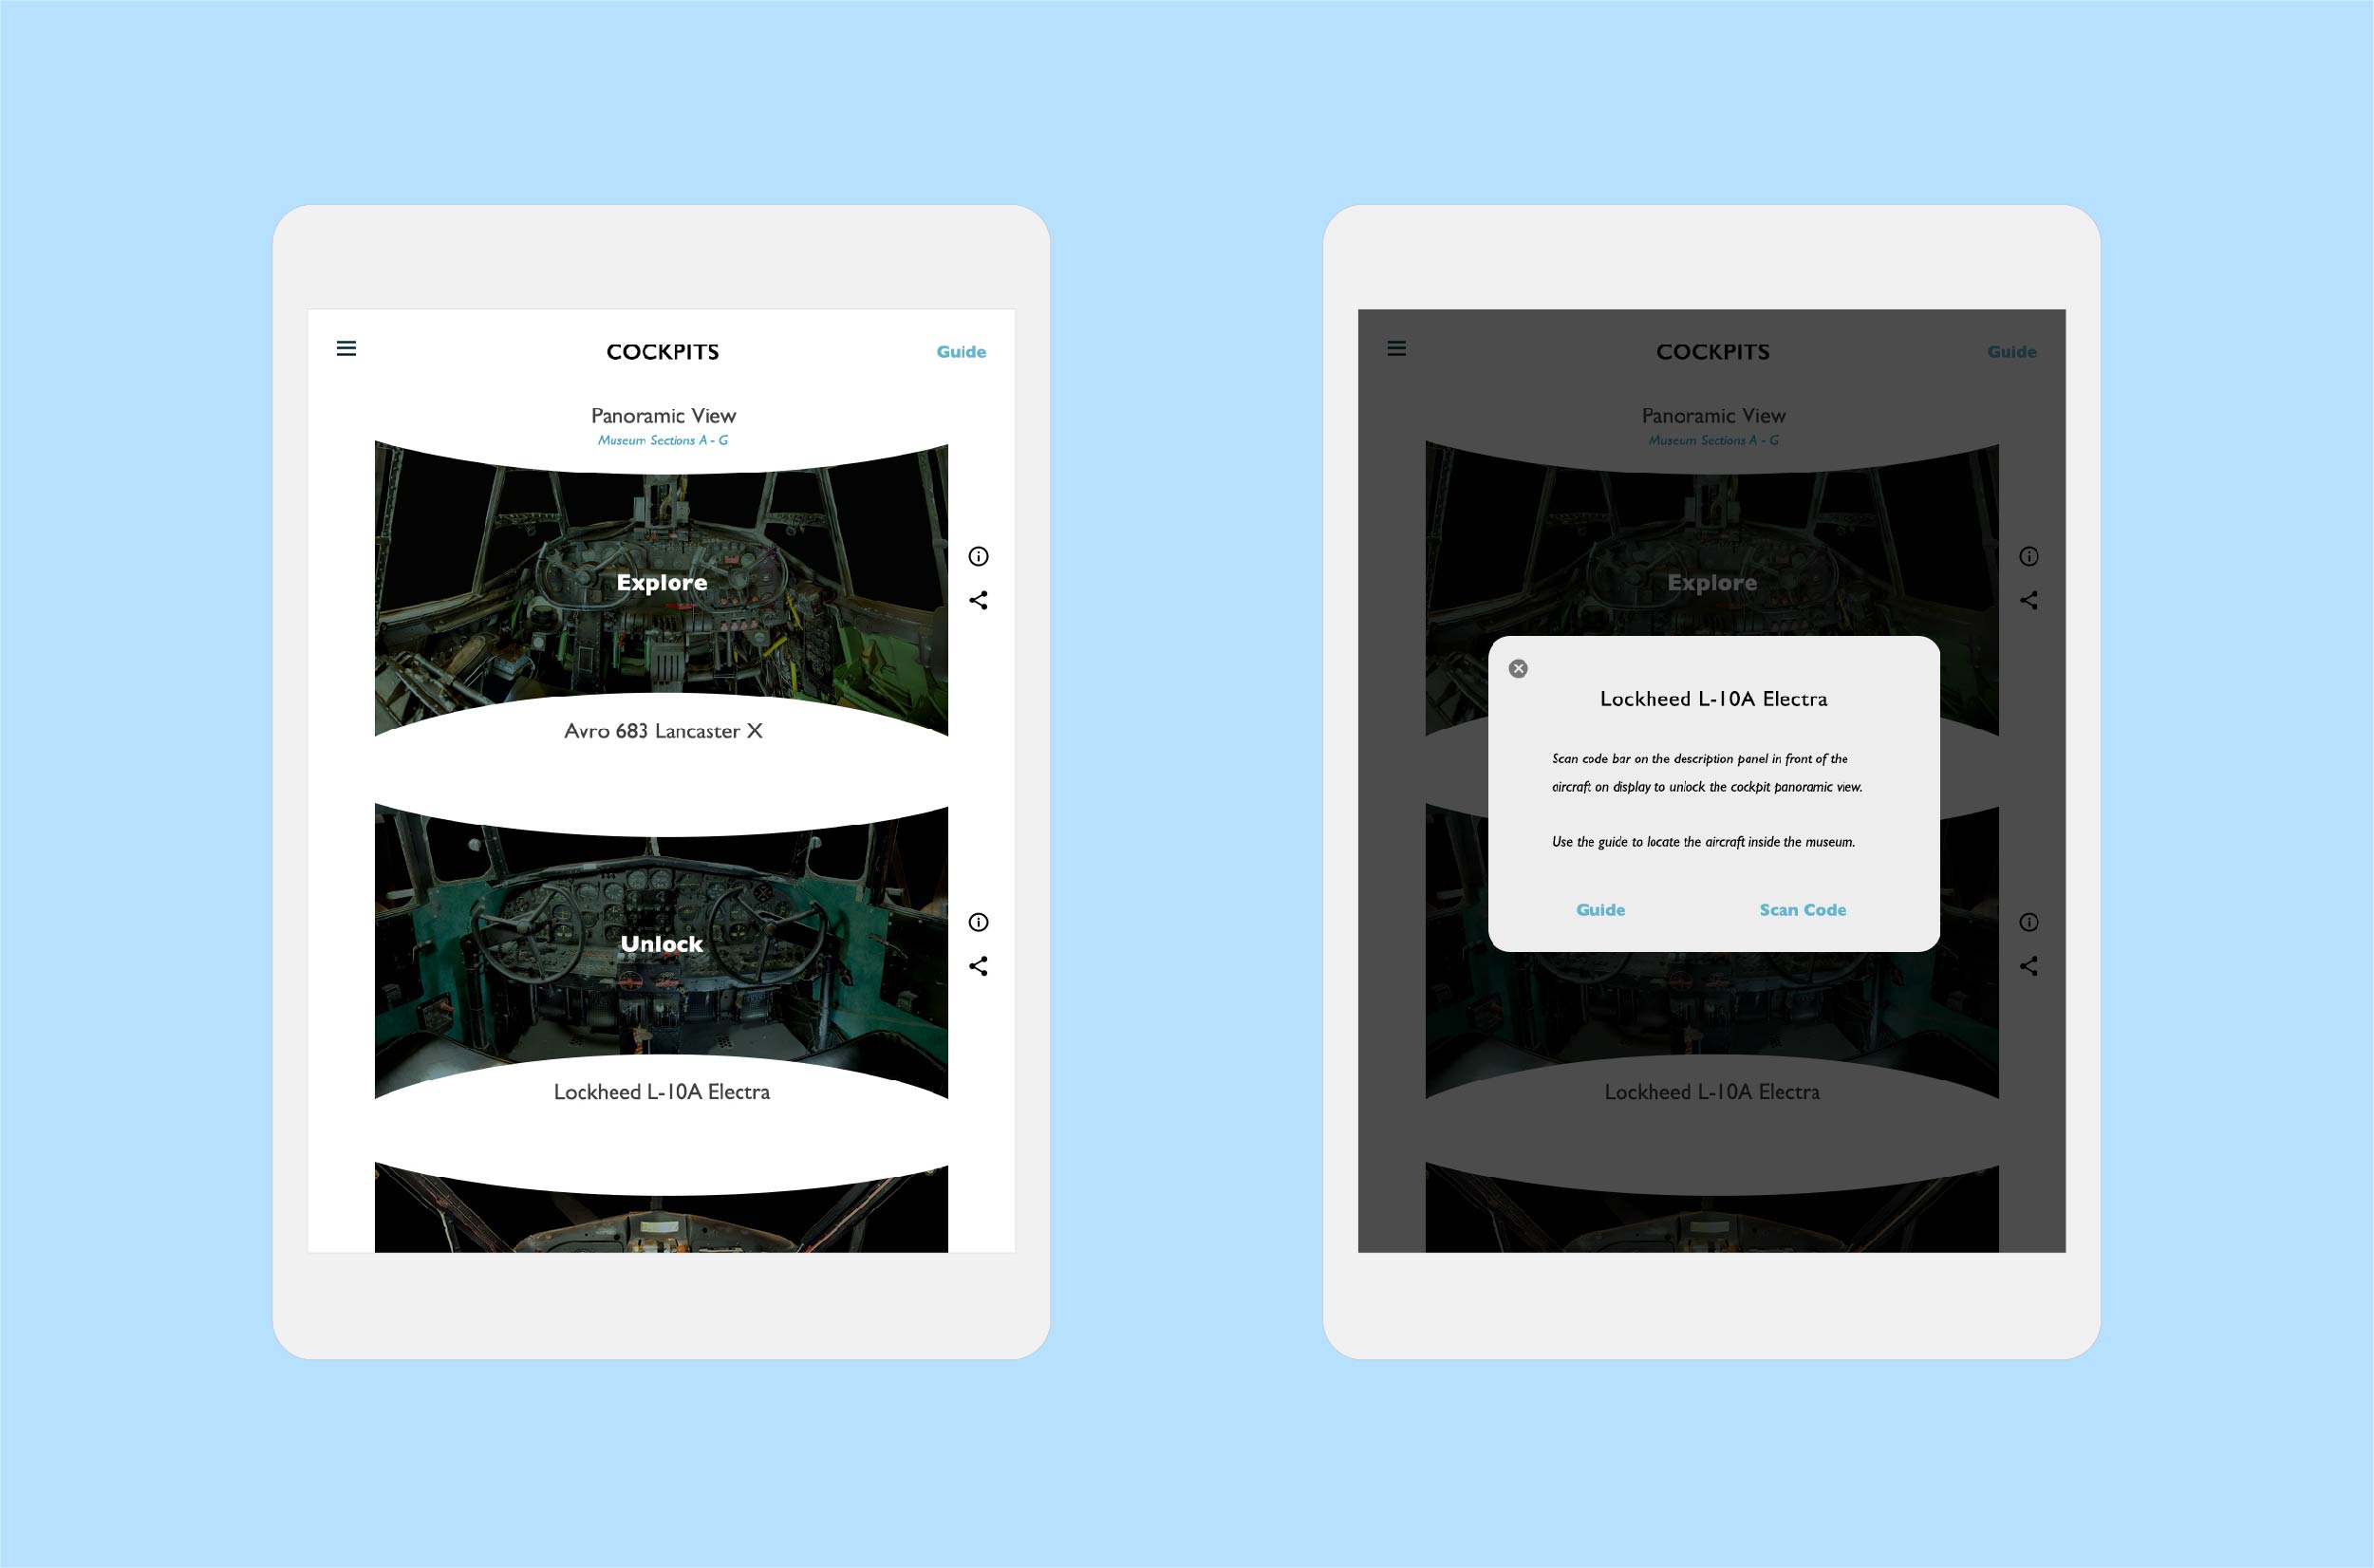 COCKPITS
Guide
Panoramic View
Museum Sections A - G
Explore
Avro 683 Lancaster X
Unlock
Lockheed L-10A Electra
COCKPITS
Guide
Panoramic View
Museum Sections A - G
Explore
Lockheed L-10A Electra
Scan code bar on the description panel in front of the
aircraft on display to unlock the cockpit panoramic view.
Use the guide to locate the aircraft inside the museum.
Guide
Scan Code
Lockheed L-10A Electra